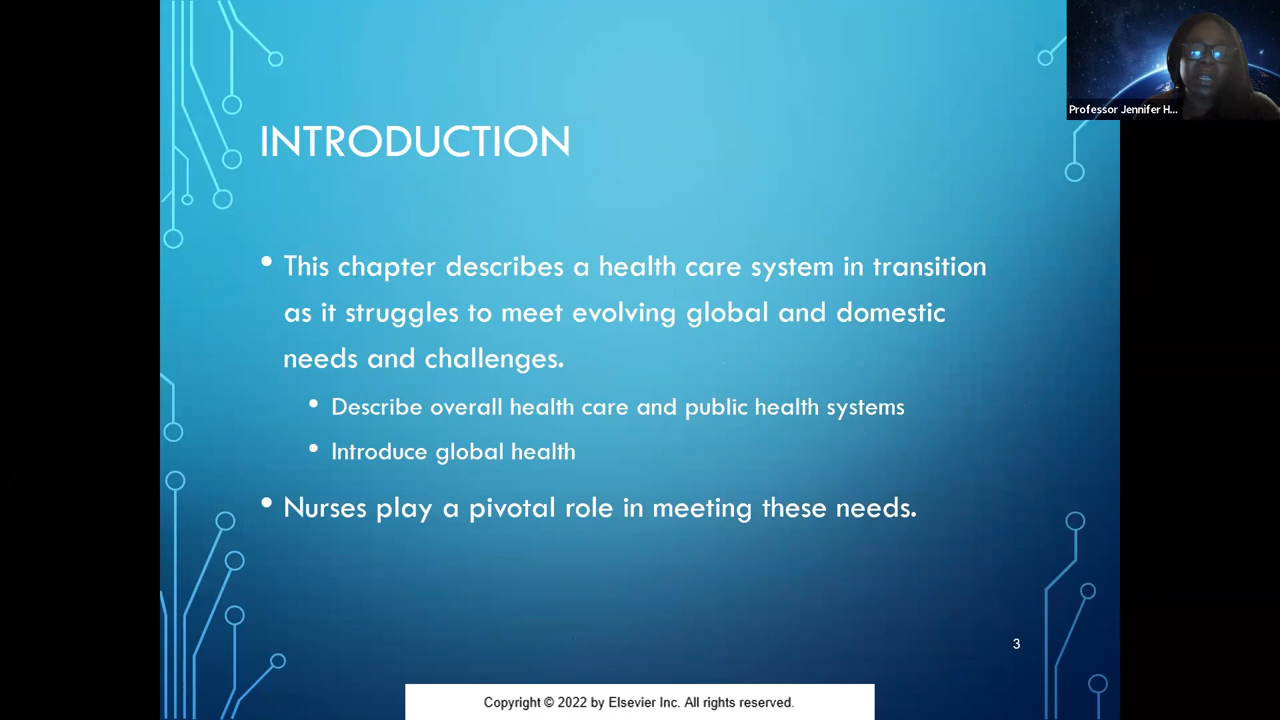 Professor Jennifer H...
INTRODUCTION
• This chapter describes a health care system in transition
as it struggles to meet evolving global and domestic
needs and challenges.
• Describe overall health care and public health systems
• Introduce global health
• Nurses play a pivotal role in meeting these needs.
3
Copyright © 2022 by Elsevier Inc. All rights reserved.